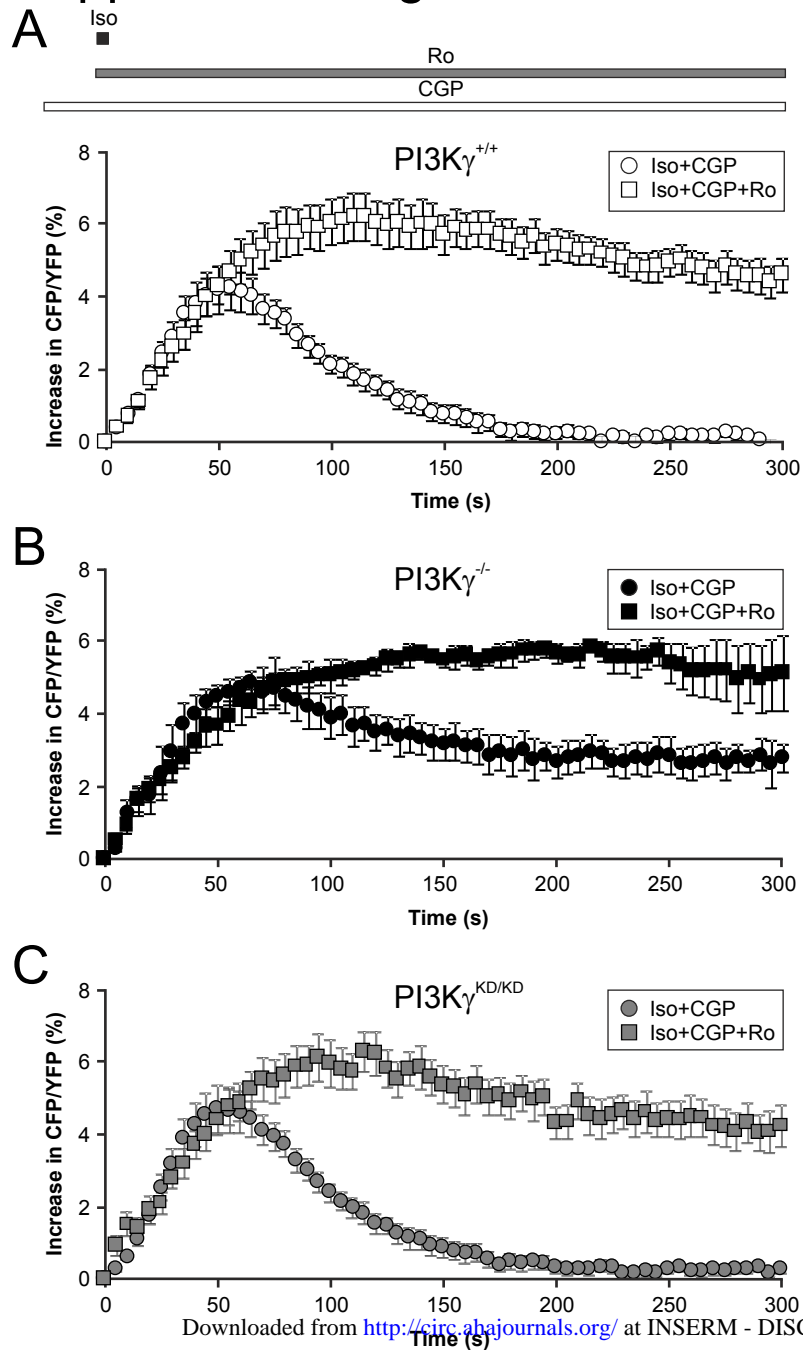 A
Iso
Ro
CGP
PI3Kγ+/+
Iso+CGP
Iso+CGP+Ro
Increase in CFP/YFP (%)
8
6
4
2
0
0 50 100 150 200 250 300
Time (s)
B
PI3Kγ-/-
Iso+CGP
Iso+CGP+Ro
Increase in CFP/YFP (%)
8
6
4
2
0
0 50 100 150 200 250 300
Time (s)
C
PI3KγKD/KD
Iso+CGP
Iso+CGP+Ro
Increase in CFP/YFP (%)
8
6
4
2
0
0 50 100 150 200 250 300
Time (s)
Downloaded from http://circ.ahajournals.org/ at INSERM - DISC